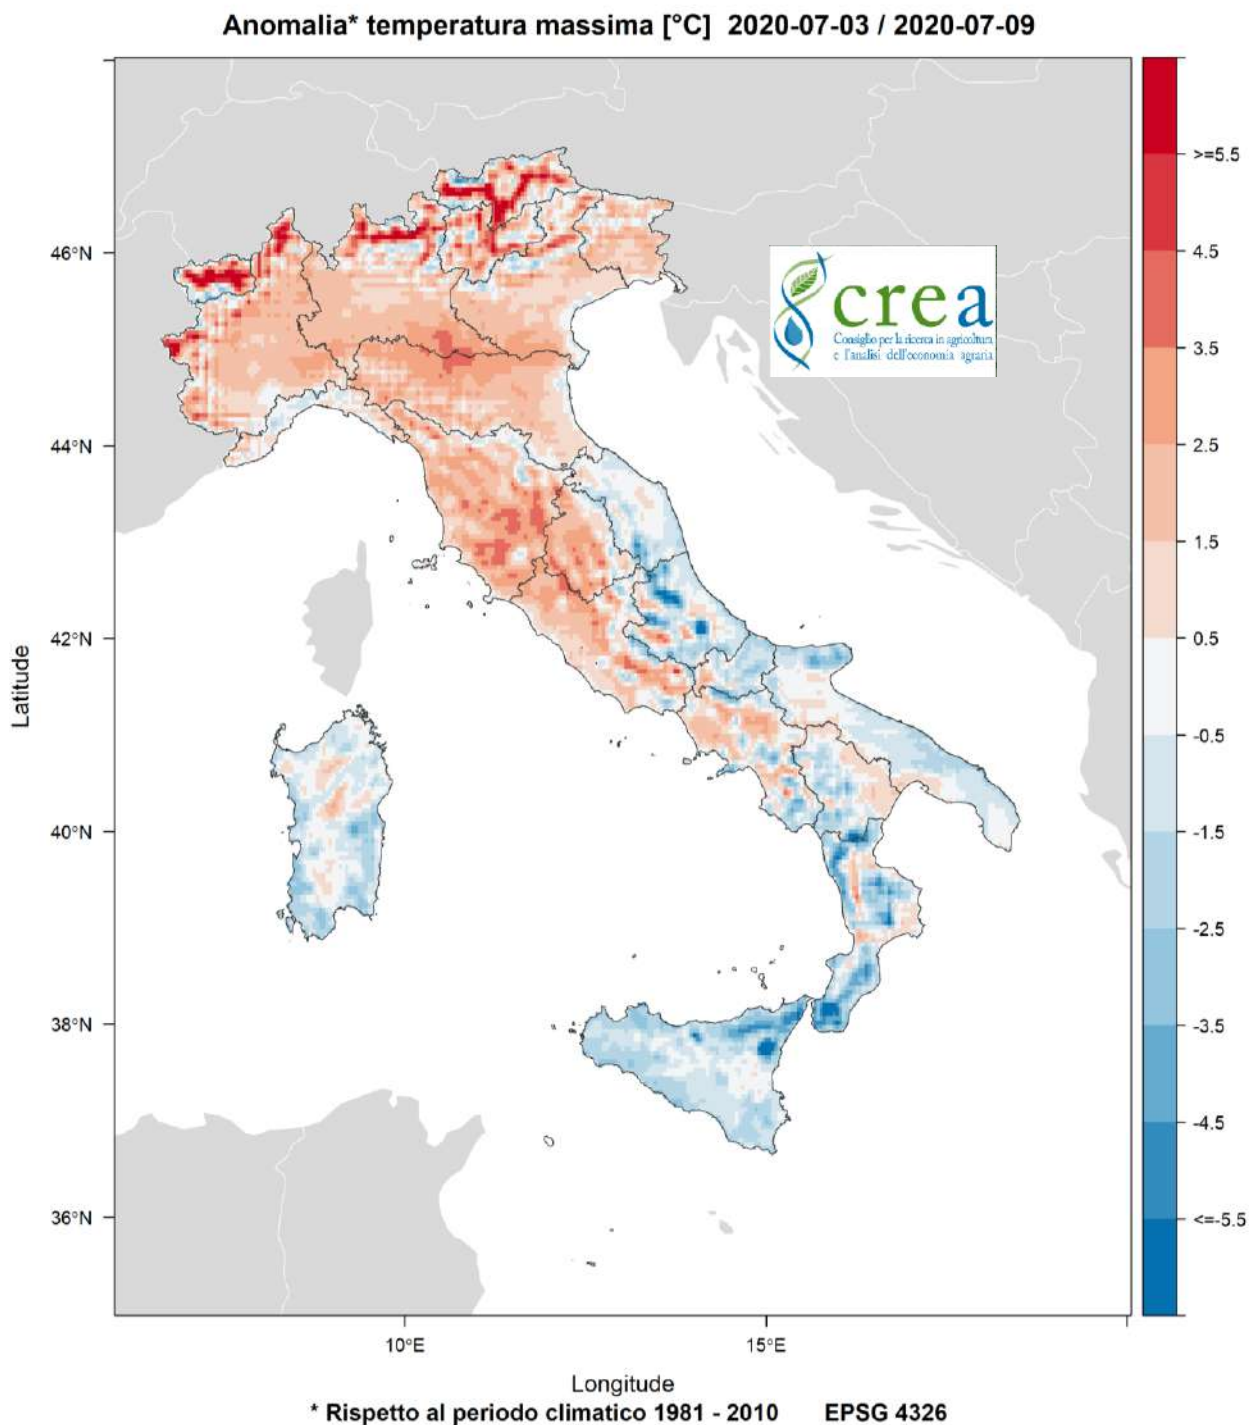 Anomalia* temperatura massima [°C] 2020-07-03 / 2020-07-09
crea
Consiglio per la ricerca in agricoltura
e l'analisi dell'economia agraria
>=5.5
4.5
3.5
2.5
1.5
0.5
-0.5
-1.5
-2.5
-3.5
-4.5
<=-5.5
46°N
44°N
42°N
40°N
38°N
36°N
Latitude
10°E
15°E
Longitude
* Rispetto al periodo climatico 1981 - 2010 EPSG 4326